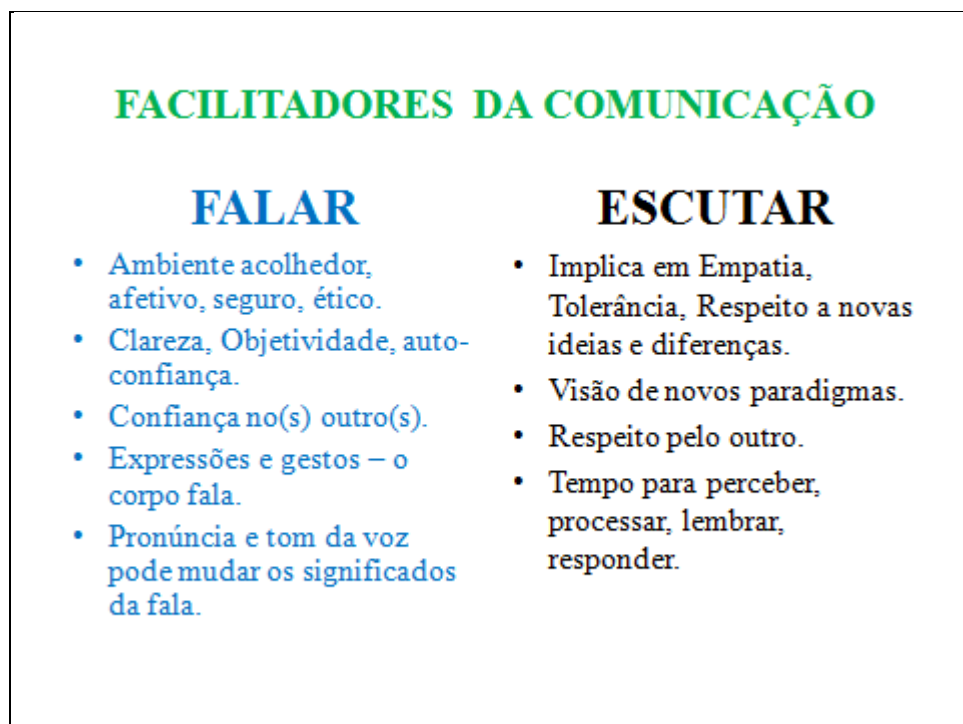 FACILITADORES DA COMUNICAÇÃO
FALAR
• Ambiente acolhedor,
afetivo, seguro, ético.
• Clareza, Objetividade, auto-
confiança.
• Confiança no(s) outro(s).
• Expressões e gestos – o
corpo fala.
• Pronúncia e tom da voz
pode mudar os significados
da fala.
ESCUTAR
• Implica em Empatia,
Tolerância, Respeito a novas
ideias e diferenças.
• Visão de novos paradigmas.
• Respeito pelo outro.
• Tempo para perceber,
processar, lembrar,
responder.